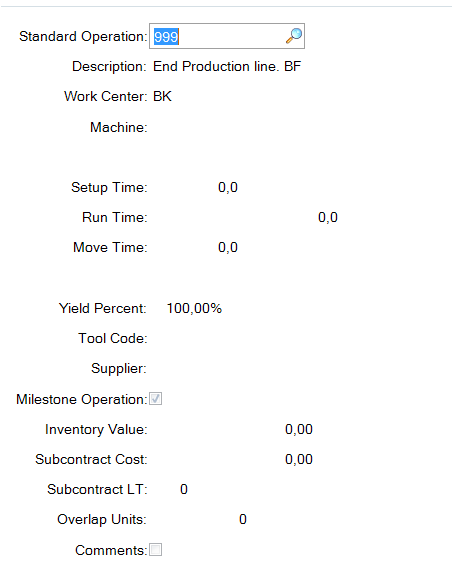 Standard Operation: 999
Description: End Production line. BF
Work Center: BK
Machine:
Setup Time: 0,0
Run Time: 0,0
Move Time: 0,0
Yield Percent: 100,00%
Tool Code:
Supplier:
Milestone Operation:
Inventory Value: 0,00
Subcontract Cost: 0,00
Subcontract LT: 0
Overlap Units: 0
Comments: